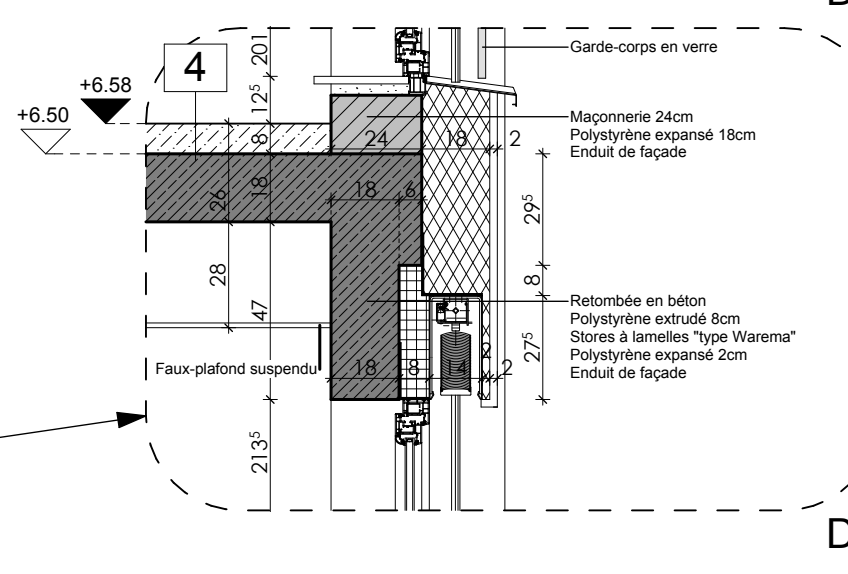 D
201
Garde-corps en verre
4
+6.58
+6.50
12⁵
Maçonnerie 24cm
Polystyrène expansé 18cm
Enduit de façade
8
24
18
2
26
18
18
6
29⁵
28
47
8
Retombée en béton
Polystyrène extrudé 8cm
Stores à lamelles "type Warema"
Polystyrène expansé 2cm
Enduit de façade
27⁵
2
Faux-plafond suspendu
18
8
14
2
213⁵
D